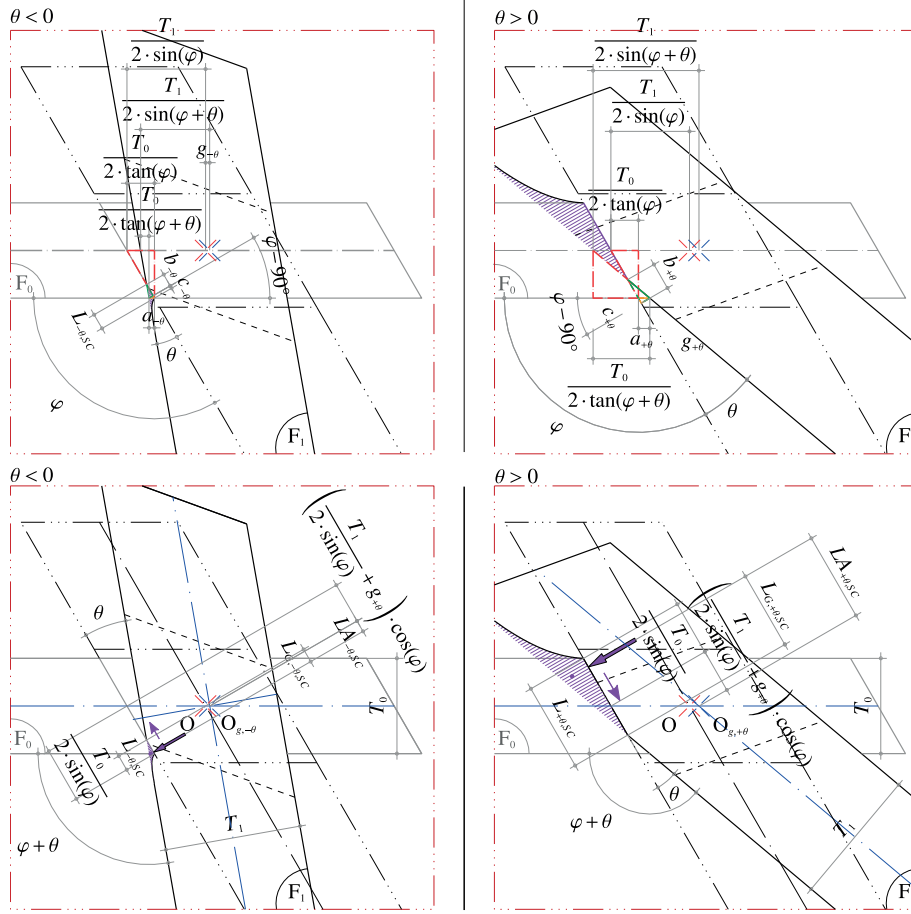 θ < 0
T₁
2·sin(φ)
T₁
2·sin(φ+θ)
T₀
2·tan(φ)
g₋θ
T₀
2·tan(φ+θ)
φ−90°
b₋θ
c₋θ
F₀
L₋θ,SC
a₋θ
θ
φ
F₁
θ > 0
T₁
2·sin(φ+θ)
T₁
2·sin(φ)
T₀
2·tan(φ)
b₊θ
F₀
φ−90°
c₊θ
a₊θ
g₊θ
T₀
2·tan(φ+θ)
θ
φ
F
θ < 0
(T₁
2·sin(φ)
+ g₊θ)·cos(φ)
θ
LA₋θ,SC
L_G,₋θ,SC
T₀
O
O_g,₋θ
F₀
L₋θ,SC
T₀
2·sin(φ)
T₁
φ+θ
F₁
θ > 0
LA₊θ,SC
L_G,₊θ,SC
(T₁
2·sin(φ)
+ g₊θ)·cos(φ)
T₀
2·sin(φ)
L₊θ,SC
T₀
O
O_g,₊θ
F₀
θ
φ+θ
T₁
F